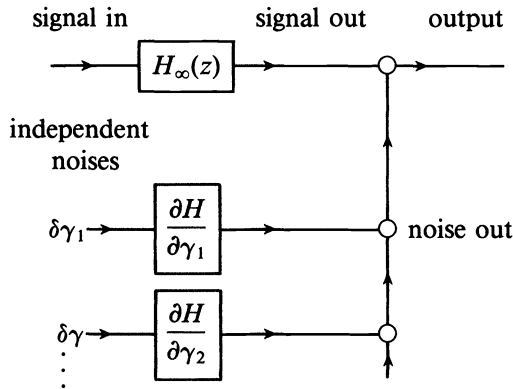 signal in signal out output
H∞(z)
independent
noises
δγ₁ ∂H/∂γ₁ noise out
δγ ∂H/∂γ₂